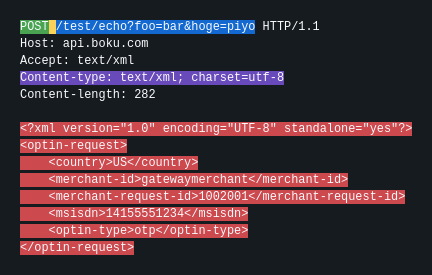 POST /test/echo?foo=bar&hoge=piyo HTTP/1.1
Host: api.boku.com
Accept: text/xml
Content-type: text/xml; charset=utf-8
Content-length: 282

<?xml version="1.0" encoding="UTF-8" standalone="yes"?>
<optin-request>
    <country>US</country>
    <merchant-id>gatewaymerchant</merchant-id>
    <merchant-request-id>1002001</merchant-request-id>
    <msisdn>14155551234</msisdn>
    <optin-type>otp</optin-type>
</optin-request>